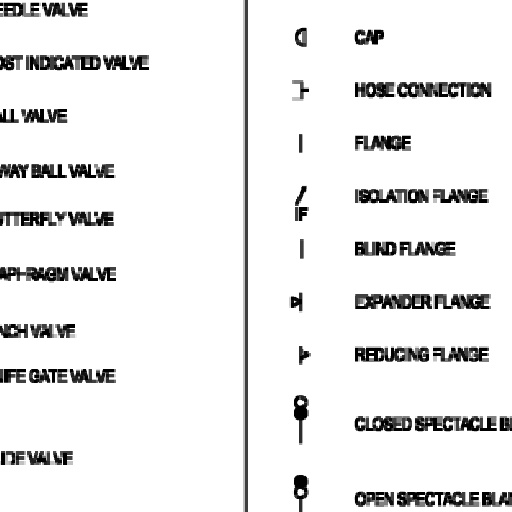 EEDLE VALVE
OST INDICATED VALVE
ALL VALVE
WAY BALL VALVE
UTTERFLY VALVE
APHRAGM VALVE
NCH VALVE
NIFE GATE VALVE
IDE VALVE
CAP
HOSE CONNECTION
FLANGE
IF
ISOLATION FLANGE
BLIND FLANGE
EXPANDER FLANGE
REDUCING FLANGE
CLOSED SPECTACLE BL
OPEN SPECTACLE BLAN